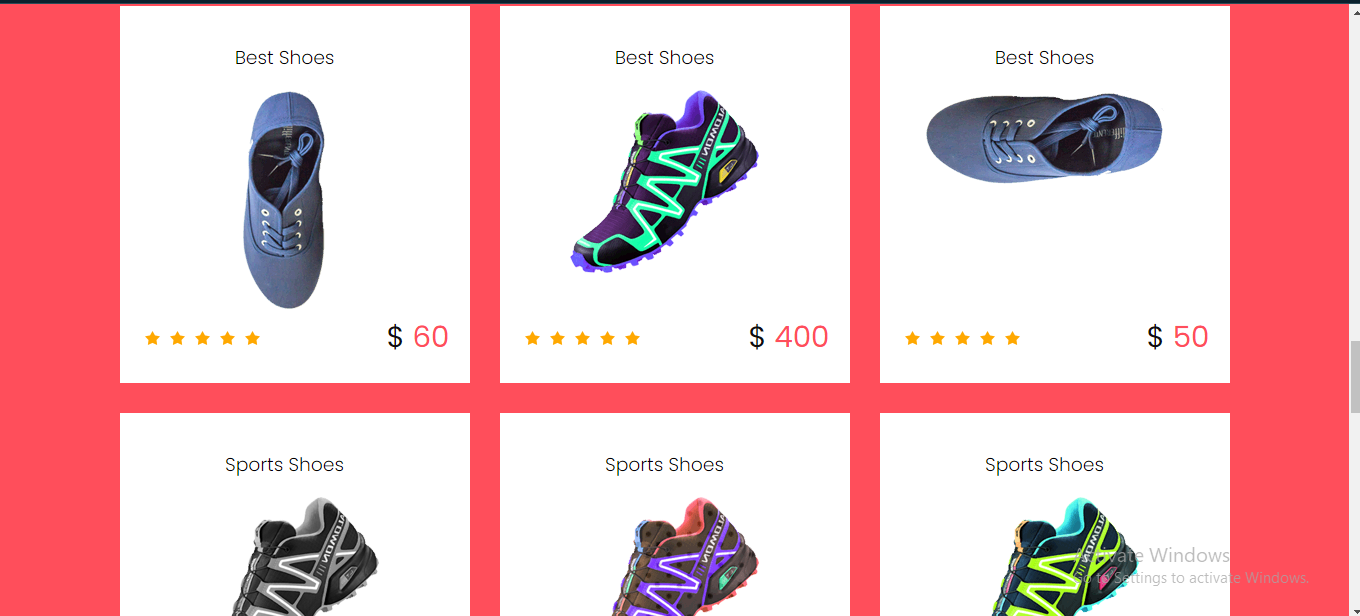 Best Shoes
Best Shoes
Best Shoes
$ 60
$ 400
$ 50
Sports Shoes
Sports Shoes
Sports Shoes
Activate Windows
Go to Settings to activate Windows.